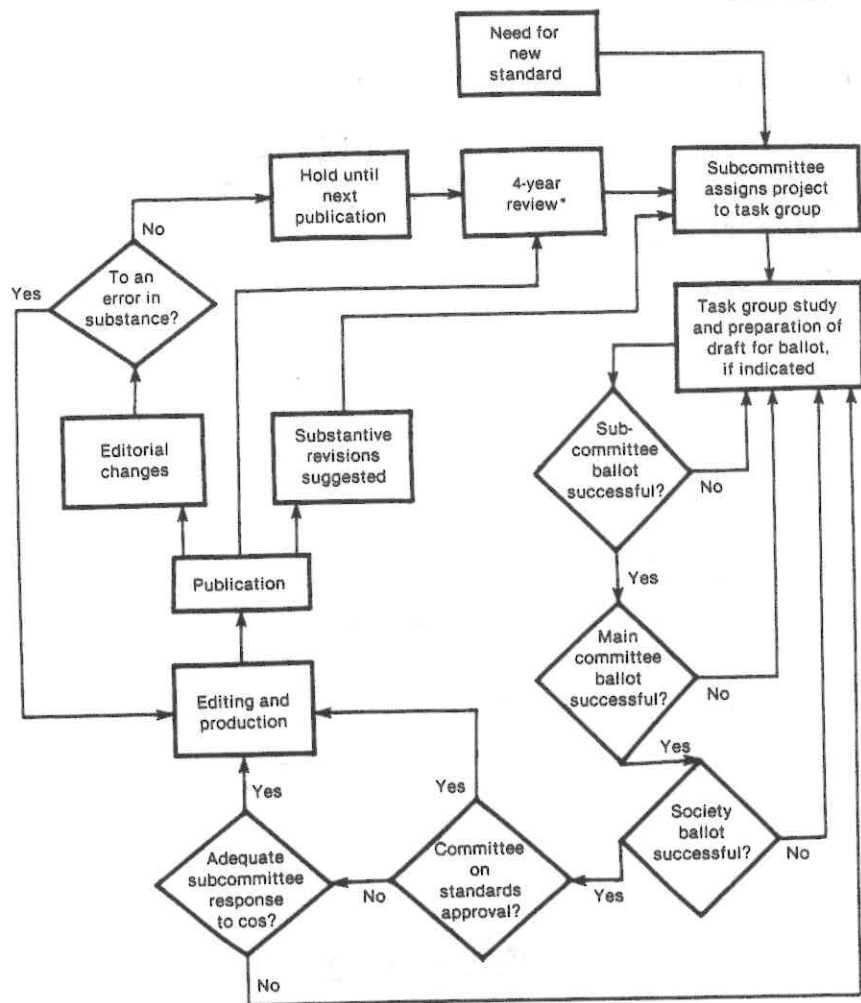 Need for
new
standard
Hold until
next
publication
4-year
review*
Subcommittee
assigns project
to task group
No
Yes
To an
error in
substance?
Task group study
and preparation of
draft for ballot,
if indicated
Editorial
changes
Substantive
revisions
suggested
Sub-
committee
ballot
successful?
No
Yes
Publication
Main
committee
ballot
successful?
No
Yes
Editing and
production
Yes
Yes
Society
ballot
successful?
No
Yes
Committee
on
standards
approval?
No
Adequate
subcommittee
response
to cos?
No